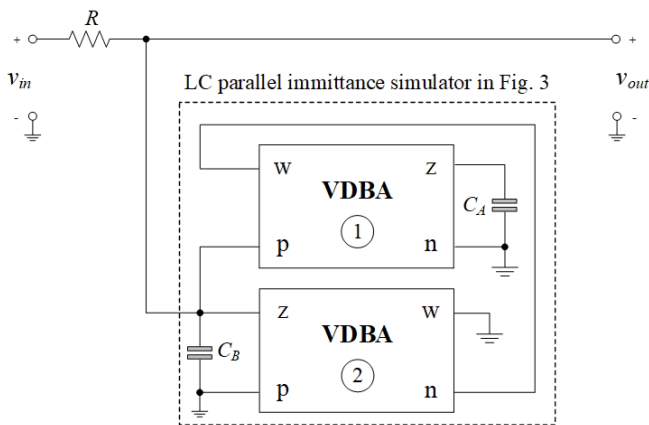 R
+
+
v_in
LC parallel immittance simulator in Fig. 3
v_out
-
-
w
z
VDBA
C_A
1
p
n
z
w
VDBA
C_B
2
p
n